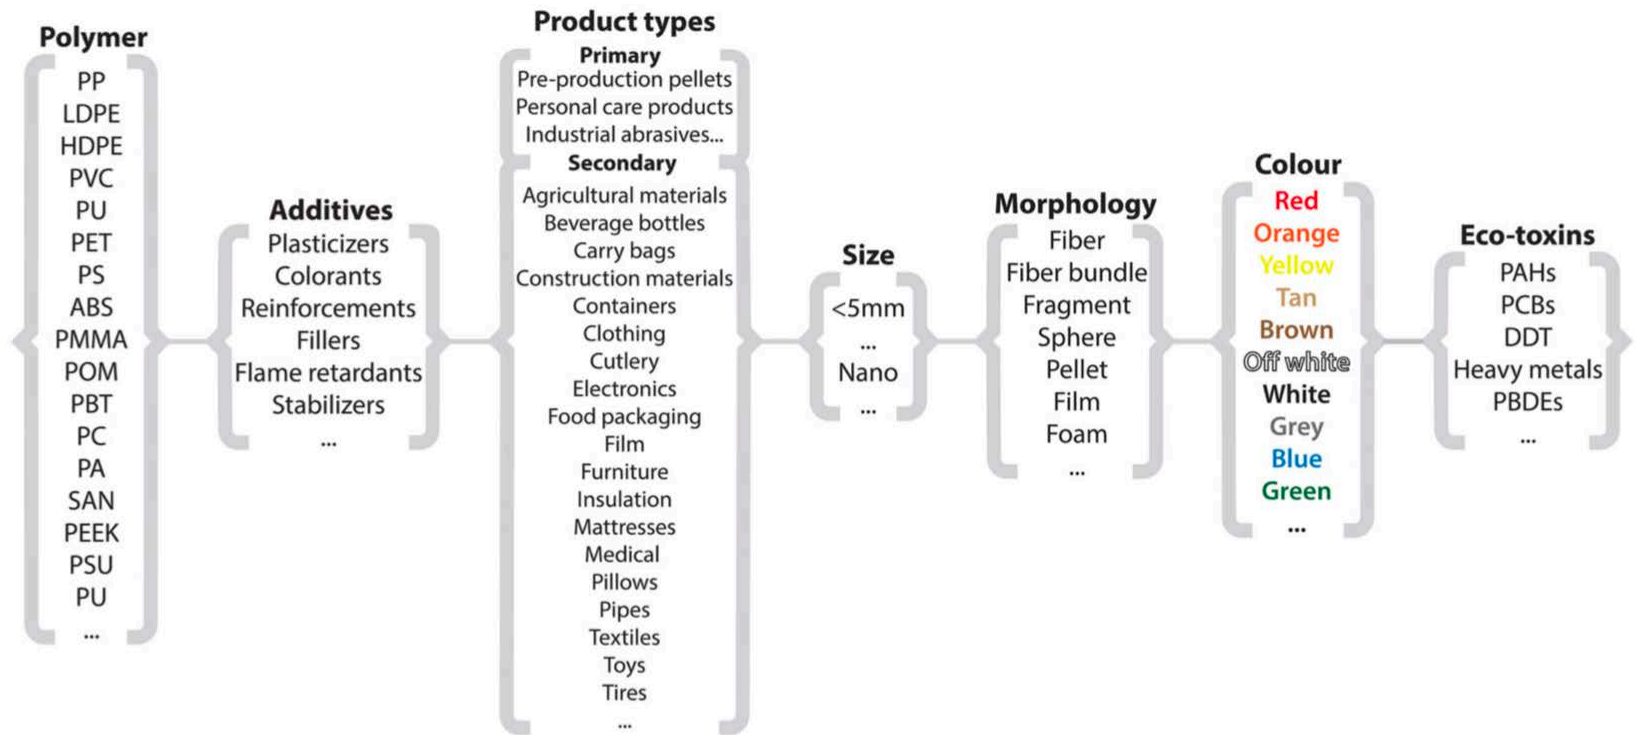 Polymer
PP
LDPE
HDPE
PVC
PU
PET
PS
ABS
PMMA
POM
PBT
PC
PA
SAN
PEEK
PSU
PU
...
Additives
Plasticizers
Colorants
Reinforcements
Fillers
Flame retardants
Stabilizers
...
Product types
Primary
Pre-production pellets
Personal care products
Industrial abrasives...
Secondary
Agricultural materials
Beverage bottles
Carry bags
Construction materials
Containers
Clothing
Cutlery
Electronics
Food packaging
Film
Furniture
Insulation
Mattresses
Medical
Pillows
Pipes
Textiles
Toys
Tires
...
Size
<5mm
...
Nano
...
Morphology
Fiber
Fiber bundle
Fragment
Sphere
Pellet
Film
Foam
...
Colour
Red
Orange
Yellow
Tan
Brown
Off white
White
Grey
Blue
Green
...
Eco-toxins
PAHs
PCBs
DDT
Heavy metals
PBDEs
...